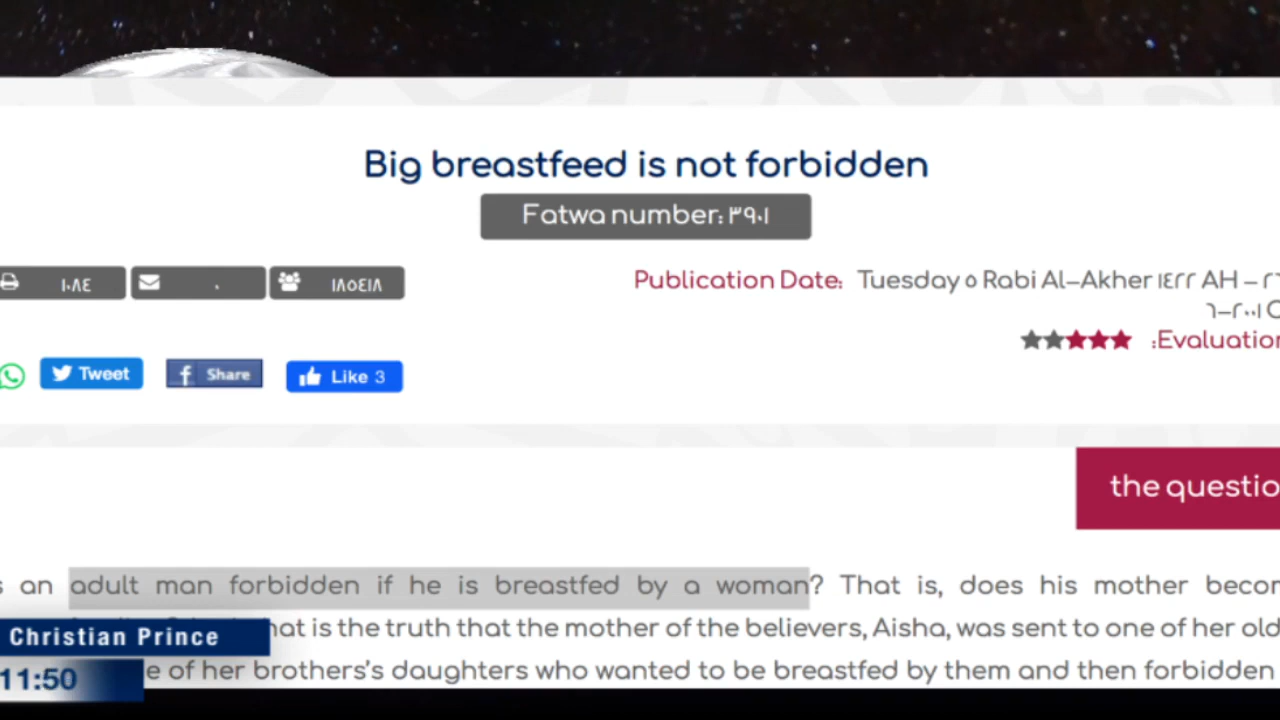 Big breastfeed is not forbidden
Fatwa number: ٣٩٠١
١٠٨٤ ٠ ١٨٥٤١٨
Publication Date: Tuesday ٥ Rabi Al-Akher ١٤٢٢ AH –
٦-٢٠٠١
:Evaluation
Tweet Share Like 3
the questio
an adult man forbidden if he is breastfed by a woman? That is, does his mother becom
hat is the truth that the mother of the believers, Aisha, was sent to one of her old
Christian Prince
e of her brothers's daughters who wanted to be breastfed by them and then forbidden
11:50